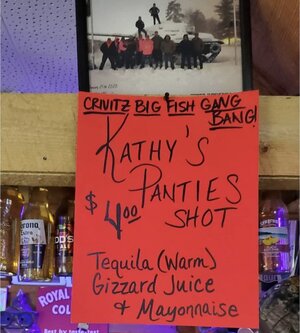 CRIVITZ BIG FISH GANG
BANG!
KATHY'S
PANTIES
$4.00 SHOT
Tequila (Warm)
Gizzard Juice
& Mayonnaise
Corona
ROYAL